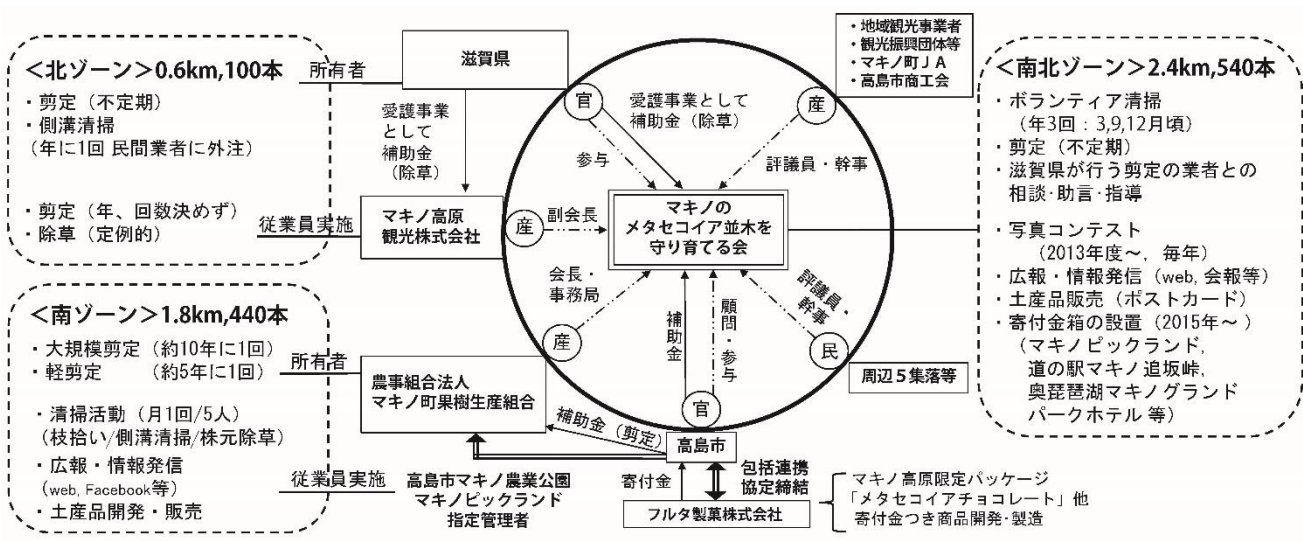 ＜北ゾーン＞0.6km,100本
・剪定（不定期）
・側溝清掃
（年に1回 民間業者に外注）
・剪定（年、回数決めず）
・除草（定例的）
所有者
従業員実施
＜南ゾーン＞1.8km,440本
・大規模剪定（約10年に1回）
・軽剪定　　（約5年に1回）
・清掃活動（月1回/5人）
（枝拾い/側溝清掃/株元除草）
・広報・情報発信
（web, Facebook等）
・土産品開発・販売
所有者
従業員実施
滋賀県
愛護事業
として
補助金
（除草）
マキノ高原
観光株式会社
農事組合法人
マキノ町果樹生産組合
高島市マキノ農業公園
マキノピックランド
指定管理者
官
愛護事業として
補助金（除草）
参与
産
評議員・幹事
・地域観光事業者
・観光振興団体等
・マキノ町ＪＡ
・高島市商工会
産
副会長
マキノの
メタセコイア並木を
守り育てる会
会長・
事務局
産
補助金
顧問・参与
官
評議員・
幹事
民
周辺５集落等
補助金（剪定）
高島市
寄付金
包括連携
協定締結
フルタ製菓株式会社
マキノ高原限定パッケージ
「メタセコイアチョコレート」他
寄付金つき商品開発・製造
＜南北ゾーン＞2.4km,540本
・ボランティア清掃
（年3回：3,9,12月頃）
・剪定（不定期）
・滋賀県が行う剪定の業者との
相談・助言・指導
・写真コンテスト
（2013年度～，毎年）
・広報・情報発信（web, 会報等）
・土産品販売（ポストカード）
・寄付金箱の設置（2015年～）
（マキノピックランド,
道の駅マキノ追坂峠,
奥琵琶湖マキノグランド
パークホテル 等）